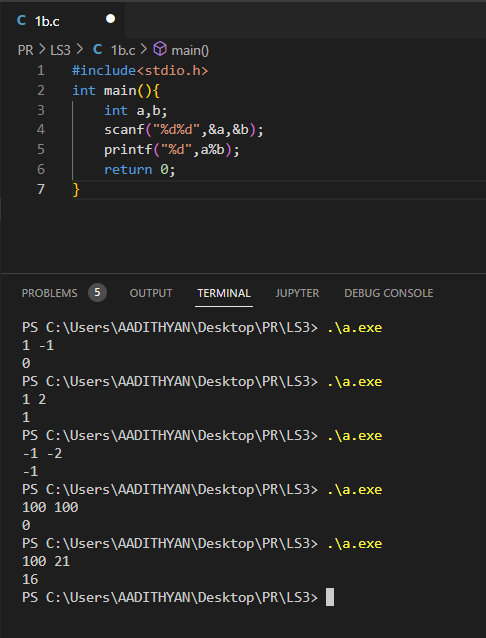 C 1b.c ●
PR > LS3 > C 1b.c > main()
1 #include<stdio.h>
2 int main(){
3     int a,b;
4     scanf("%d%d",&a,&b);
5     printf("%d",a%b);
6     return 0;
7 }
PROBLEMS 5 OUTPUT TERMINAL JUPYTER DEBUG CONSOLE
PS C:\Users\AADITHYAN\Desktop\PR\LS3> .\a.exe
1 -1
0
PS C:\Users\AADITHYAN\Desktop\PR\LS3> .\a.exe
1 2
1
PS C:\Users\AADITHYAN\Desktop\PR\LS3> .\a.exe
-1 -2
-1
PS C:\Users\AADITHYAN\Desktop\PR\LS3> .\a.exe
100 100
0
PS C:\Users\AADITHYAN\Desktop\PR\LS3> .\a.exe
100 21
16
PS C:\Users\AADITHYAN\Desktop\PR\LS3>